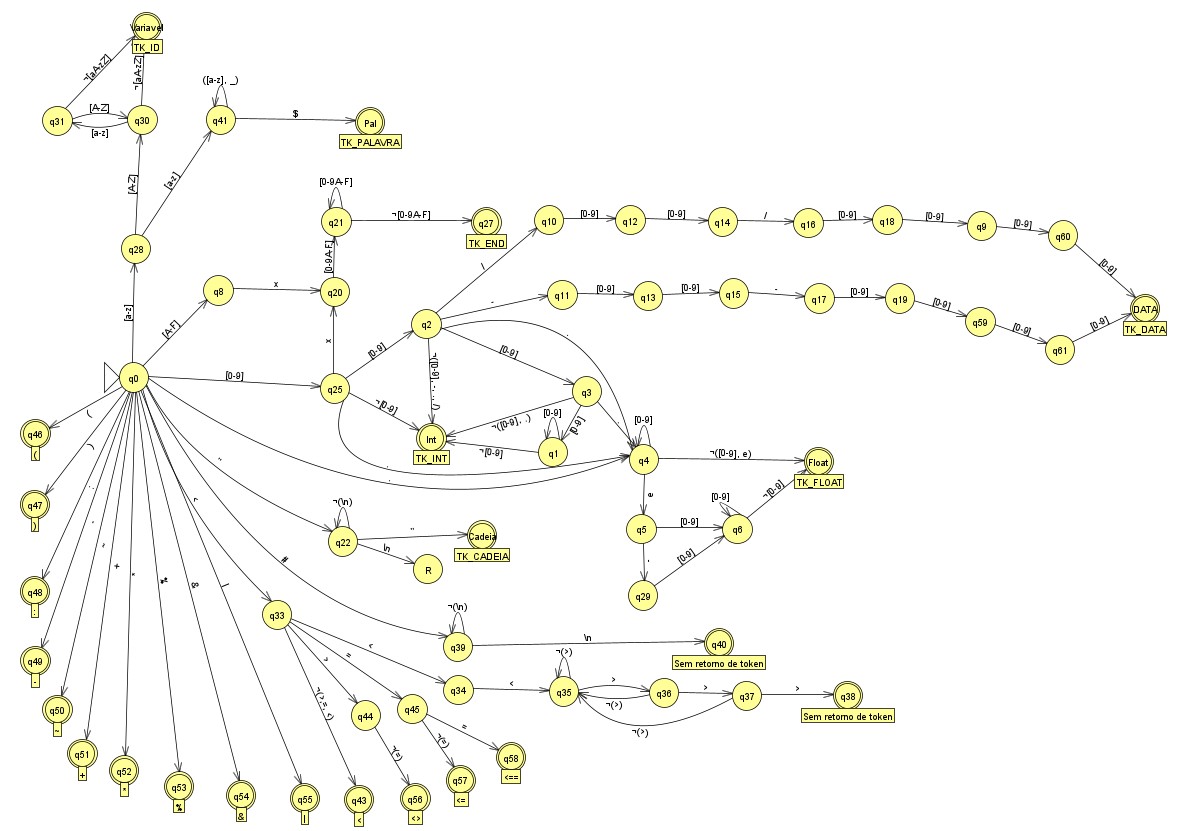 Variavel
TK_ID
¬[aA-zZ]
¬[aA-zZ]
q31
[A-Z]
[a-z]
q30
([a-z], _)
q41
$
Pal
TK_PALAVRA
[A-Z]
[a-z]
q28
[a-z]
[0-9A-F]
q21
¬[0-9A-F]
q27
TK_END
[0-9A-F]
q8
x
q20
[A-F]
x
q10
[0-9]
q12
[0-9]
q14
/
q16
[0-9]
q18
[0-9]
q9
[0-9]
q60
[0-9]
/
-
q11
[0-9]
q13
[0-9]
q15
-
q17
[0-9]
q19
[0-9]
q59
[0-9]
q61
[0-9]
DATA
TK_DATA
q2
[0-9]
[0-9]
.
q0
[0-9]
q25
¬[0-9]
q3
¬([0-9], .)
[0-9]
[0-9]
q1
¬[0-9]
Int
TK_INT
.
.
[0-9]
q4
¬([0-9], e)
Float
TK_FLOAT
e
q5
[0-9]
[0-9]
q6
¬[0-9]
-
q29
[0-9]
(
q46
(
)
q47
)
:
q48
:
-
q49
-
~
q50
~
+
q51
+
*
q52
*
%
q53
%
&
q54
&
|
q55
|
"
¬(\n)
q22
"
Cadeia
TK_CADEIA
\n
R
#
¬(\n)
q39
\n
q40
Sem retorno de token
<
q33
<
q34
<
¬(>)
q35
>
¬(>)
q36
>
q37
>
q38
Sem retorno de token
¬(>)
>
=
¬(>,=, <)
q44
q45
=
¬(=)
¬(=)
q43
<
q56
<>
q57
<=
q58
<==